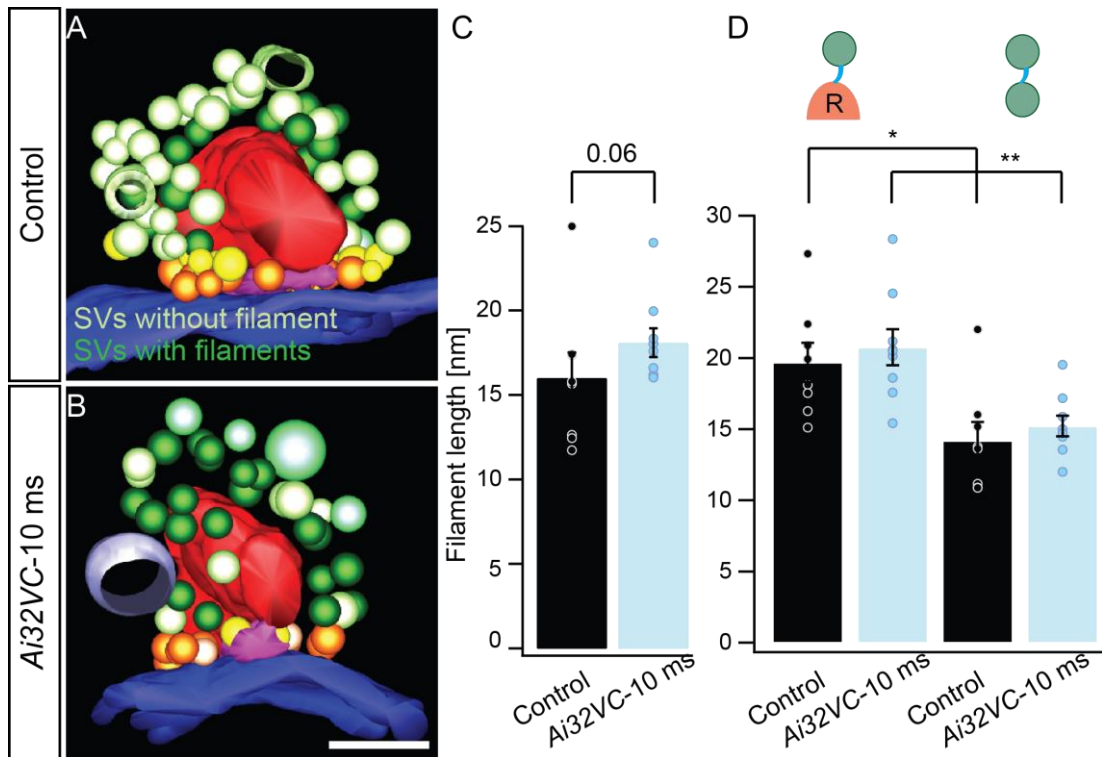 Control
A
SVs without filament
SVs with filaments
Ai32VC-10 ms
B
C
0.06
Filament length [nm]
25
20
15
10
5
0
Control
Ai32VC-10 ms
D
R
*
**
30
25
20
15
10
5
0
Control
Ai32VC-10 ms
Control
Ai32VC-10 ms